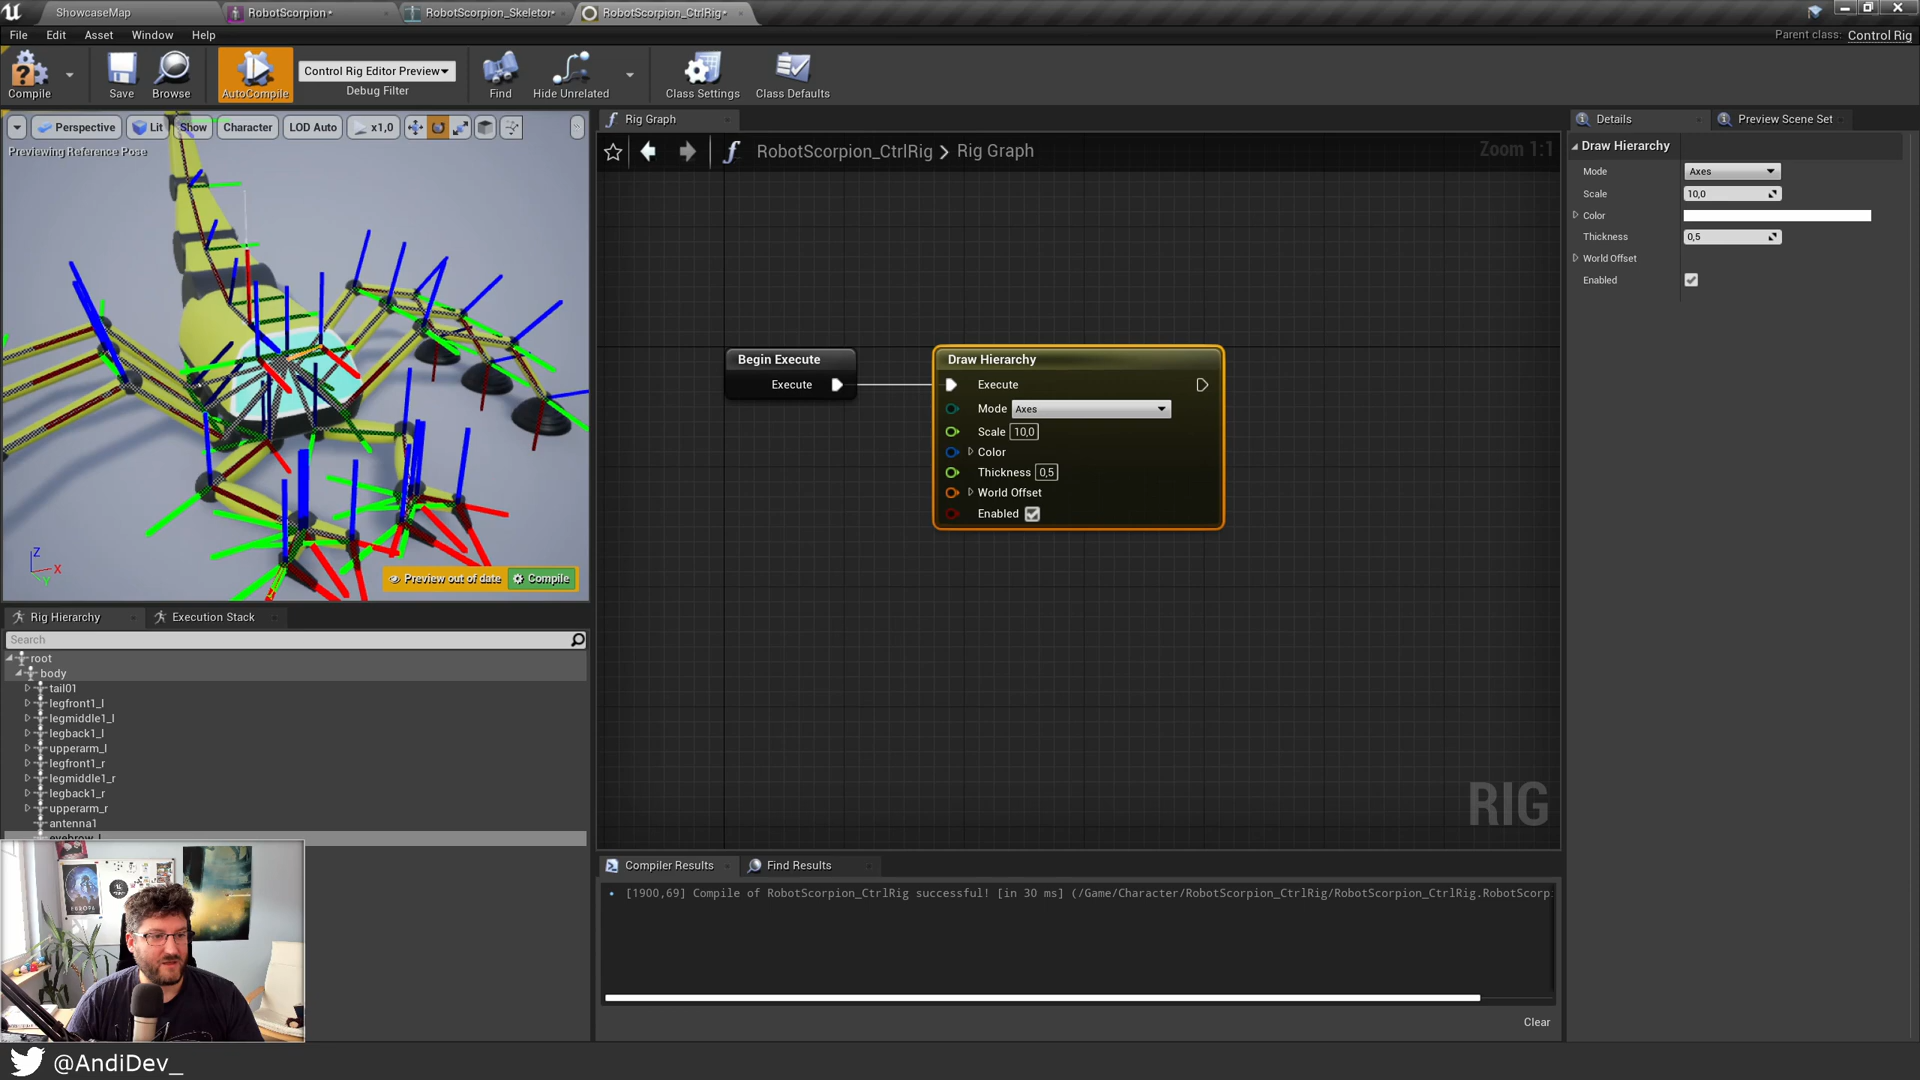 ShowcaseMap
RobotScorpion•
RobotScorpion_Skeletor•
RobotScorpion_CtrlRig•
File
Edit
Asset
Window
Help
Parent class:
Control Rig
Compile
Save
Browse
AutoCompile
Control Rig Editor Preview
Debug Filter
Find
Hide Unrelated
Class Settings
Class Defaults
Perspective
Lit
Show
Character
LOD Auto
x1,0
Previewing Reference Pose
Z
X
Y
Preview out of date
Compile
Rig Graph
RobotScorpion_CtrlRig
Rig Graph
Zoom 1:1
Begin Execute
Execute
Draw Hierarchy
Execute
Mode
Axes
Scale
10,0
Color
Thickness
0,5
World Offset
Enabled
RIG
Details
Preview Scene Set
Draw Hierarchy
Mode
Axes
Scale
10,0
Color
Thickness
0,5
World Offset
Enabled
Rig Hierarchy
Execution Stack
Search
root
body
tail01
legfront1_l
legmiddle1_l
legback1_l
upperarm_l
legfront1_r
legmiddle1_r
legback1_r
upperarm_r
antenna1
eyebrow_l
Compiler Results
Find Results
[1900,69] Compile of RobotScorpion_CtrlRig successful! [in 30 ms] (/Game/Character/RobotScorpion_CtrlRig/RobotScorpion_CtrlRig.RobotScorp
Clear
@AndiDev_